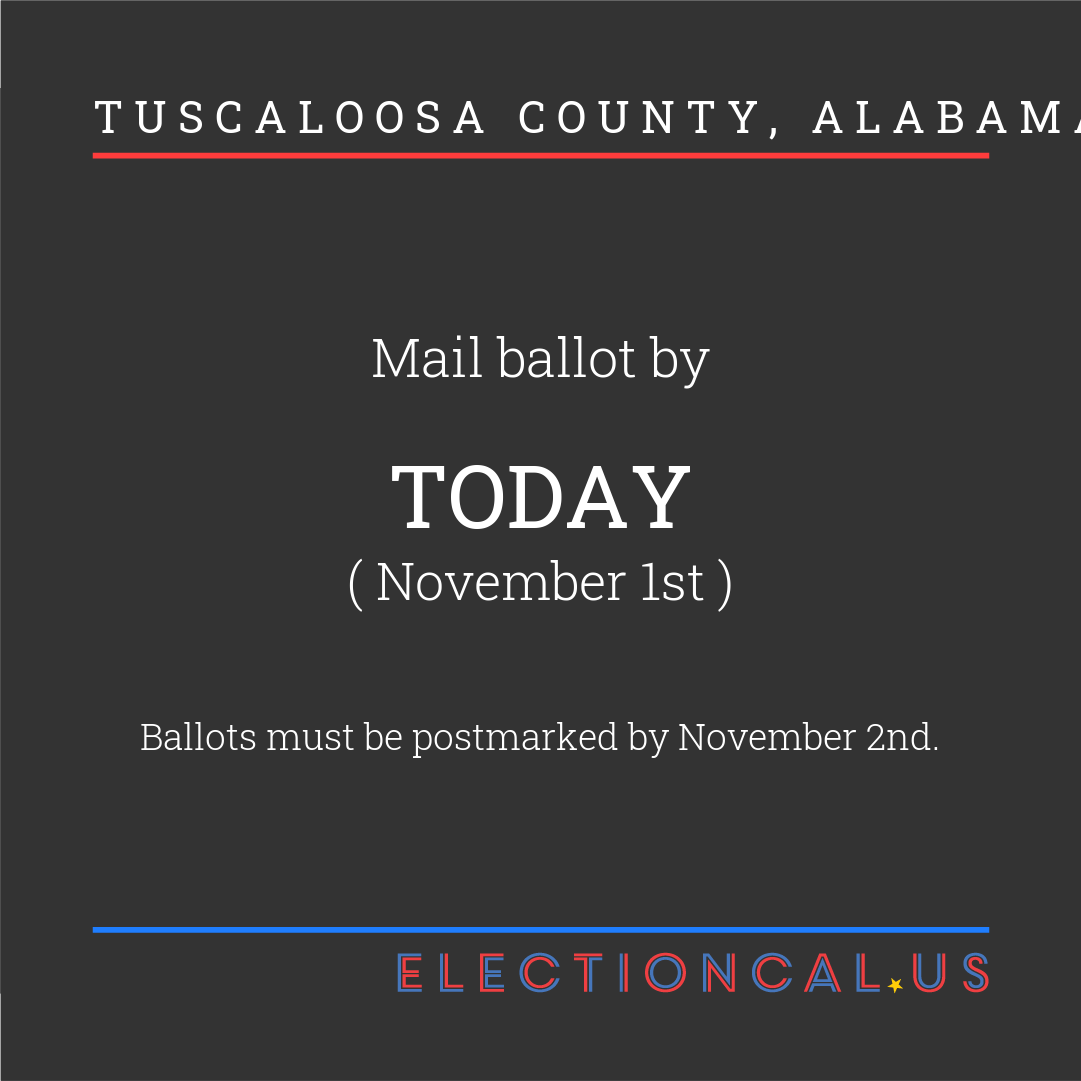 TUSCALOOSA COUNTY, ALABAMA
Mail ballot by
TODAY
( November 1st )
Ballots must be postmarked by November 2nd.
ELECTIONCAL.US